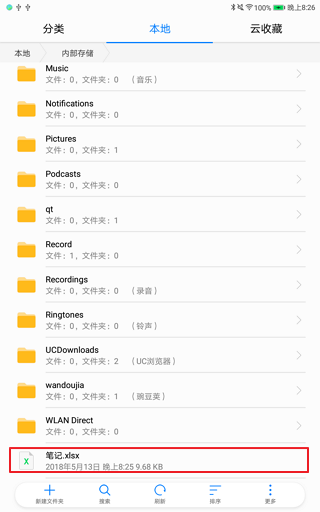 100% 晚上8:26
分类 本地 云收藏
本地 内部存储
Music
文件：0，文件夹：0 （音乐）
Notifications
文件：0，文件夹：0
Pictures
文件：0，文件夹：1
Podcasts
文件：0，文件夹：0
qt
文件：0，文件夹：1
Record
文件：1，文件夹：0
Recordings
文件：0，文件夹：0 （录音）
Ringtones
文件：0，文件夹：0 （铃声）
UCDownloads
文件：0，文件夹：2 （UC浏览器）
wandoujia
文件：0，文件夹：1 （豌豆荚）
WLAN Direct
文件：0，文件夹：0
笔记.xlsx
2018年5月13日 晚上8:25 9.68 KB
新建文件夹 搜索 刷新 排序 更多